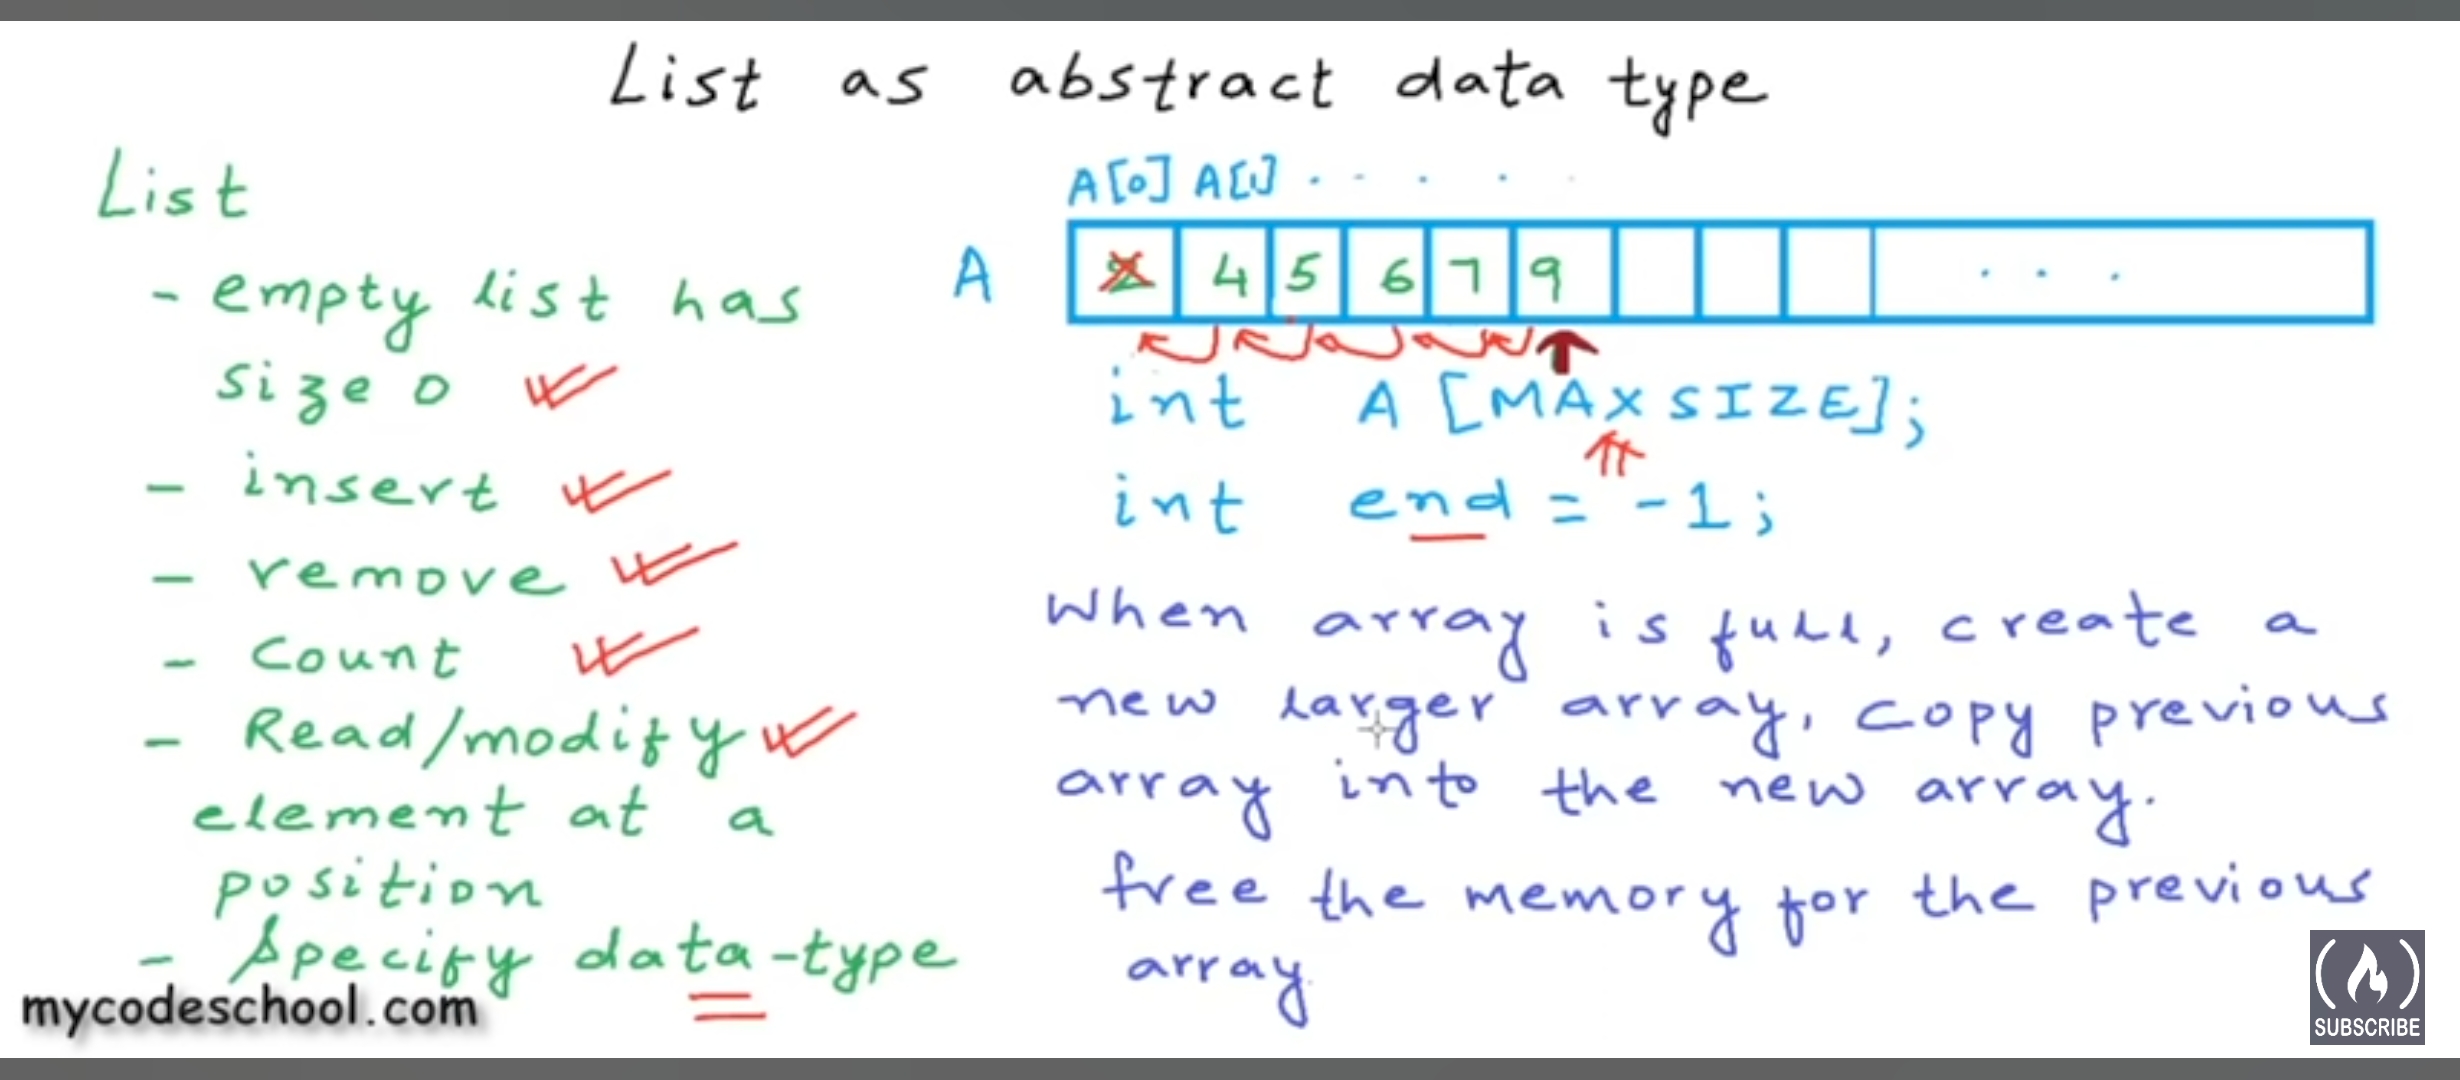 List as abstract data type
List
- empty list has
size 0
- insert
- remove
- Count
- Read/modify
element at a
position
- Specify data-type
mycodeschool.com
A[0] A[1] . . . . .
A 2 4 5 6 7 9 . . .
int A [MAXSIZE];
int end = -1;
When array is full, create a
new larger array, copy previous
array into the new array.
free the memory for the previous
array.
SUBSCRIBE